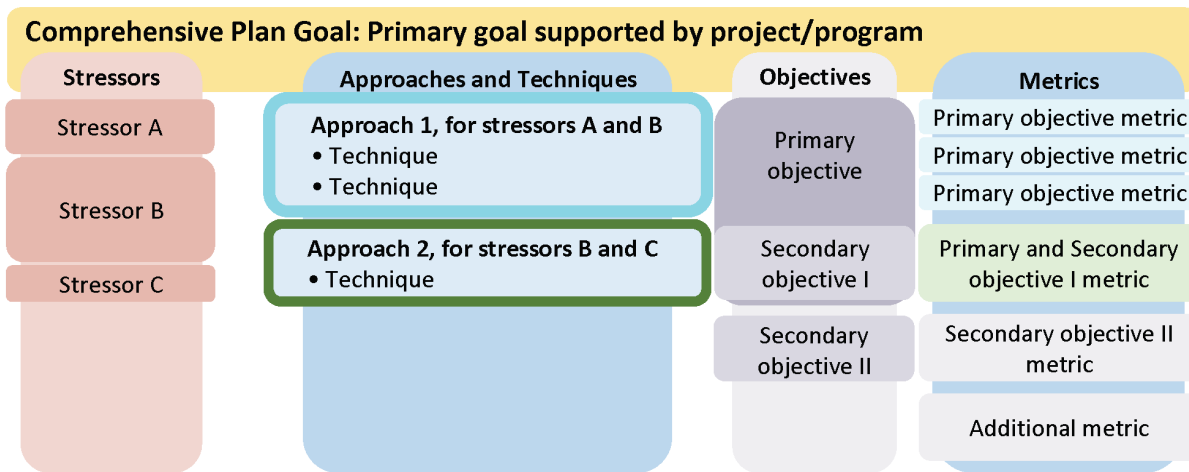 Comprehensive Plan Goal: Primary goal supported by project/program
Stressors
Stressor A
Stressor B
Stressor C
Approaches and Techniques
Approach 1, for stressors A and B
• Technique
• Technique
Approach 2, for stressors B and C
• Technique
Objectives
Primary
objective
Secondary
objective I
Secondary
objective II
Metrics
Primary objective metric
Primary objective metric
Primary objective metric
Primary and Secondary
objective I metric
Secondary objective II
metric
Additional metric